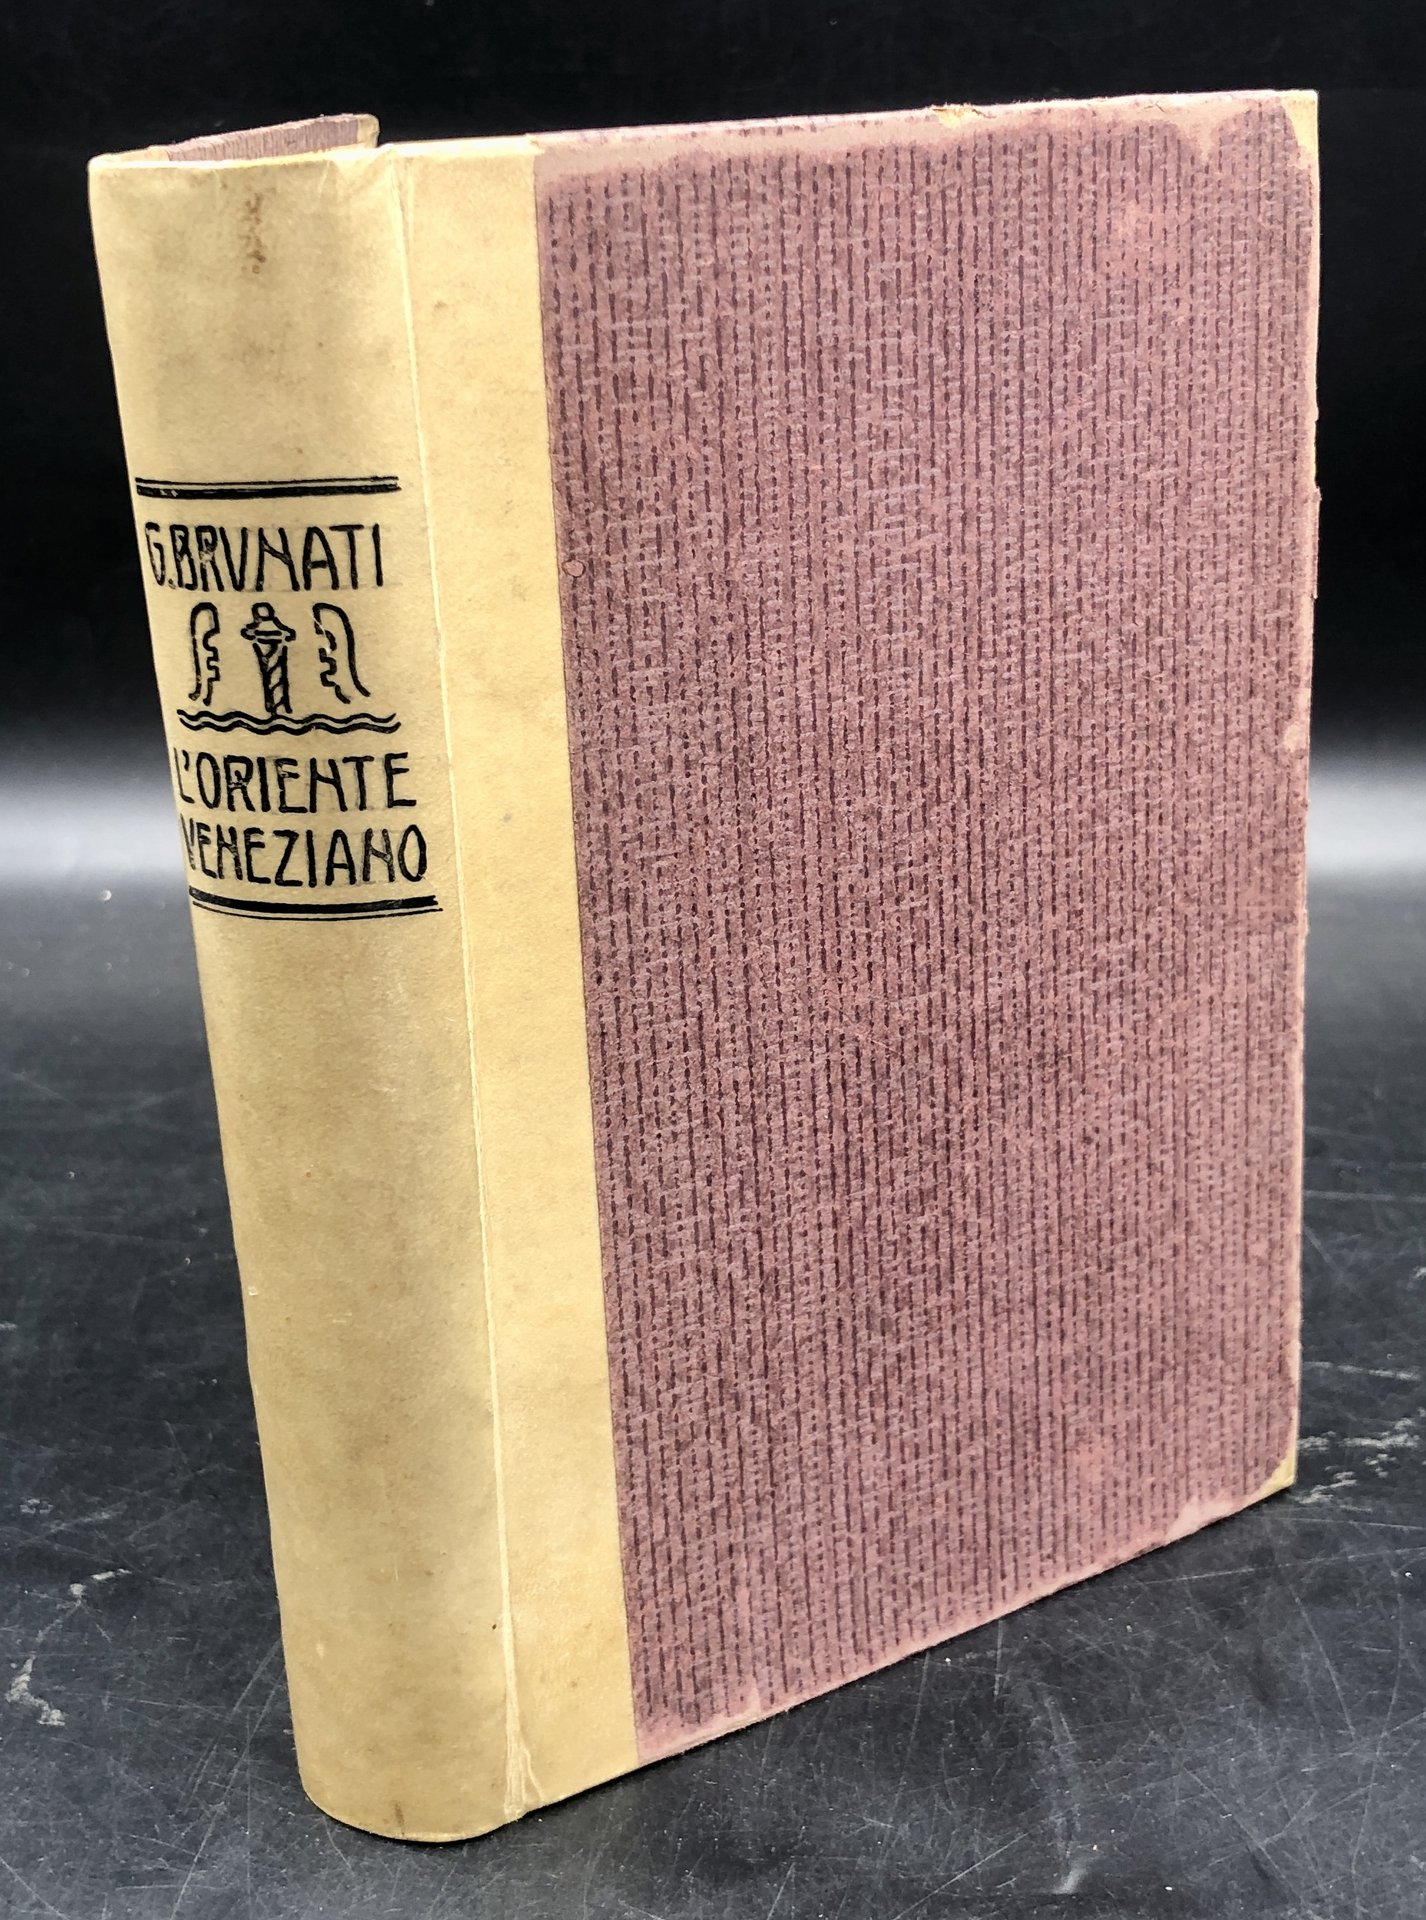 G. BRVNATI
L'ORIENTE
VENEZIANO